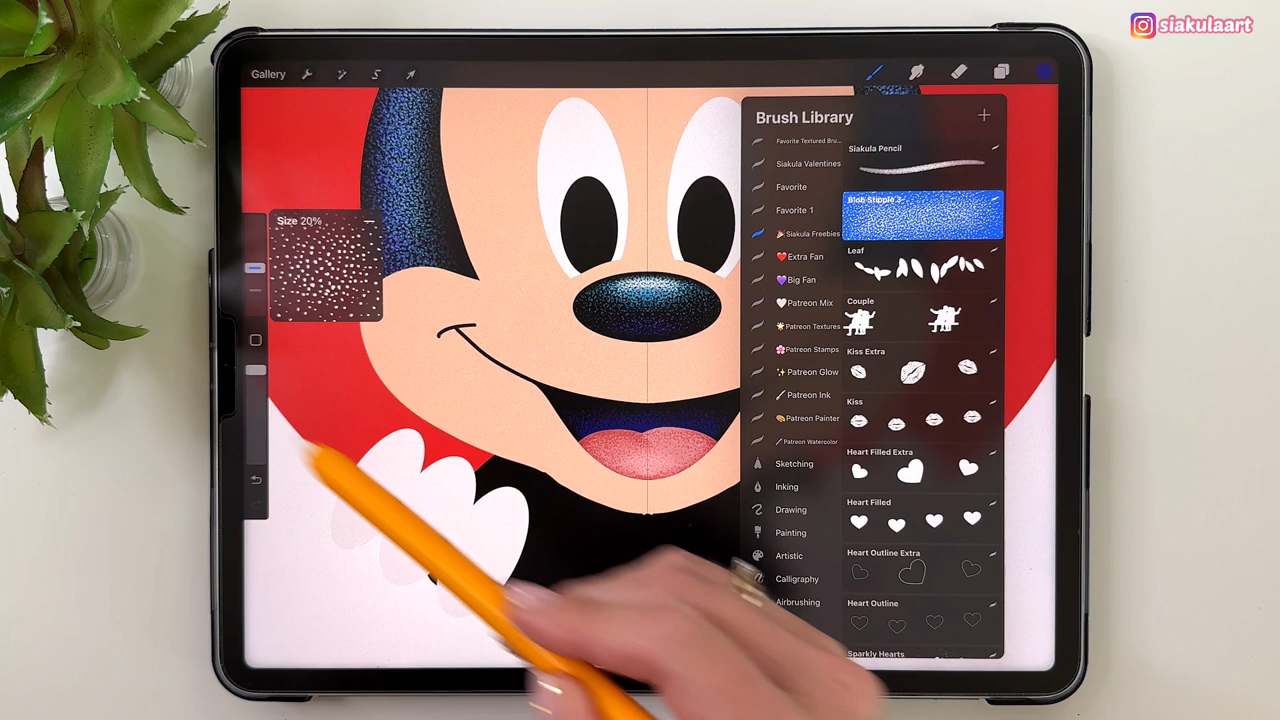 siakulaart
Gallery
Brush Library
Favorite Textured Bru...
Siakula Valentines
Favorite
Favorite 1
🎉Siakula Freebies
❤️Extra Fan
💜Big Fan
🤍Patreon Mix
🌟Patreon Textures
🌸Patreon Stamps
✨Patreon Glow
🖌️Patreon Ink
🎨Patreon Painter
🖊️Patreon Watercolor
Sketching
Inking
Drawing
Painting
Artistic
Calligraphy
Airbrushing
Siakula Pencil
Blob Stipple 3
Leaf
Couple
Kiss Extra
Kiss
Heart Filled Extra
Heart Filled
Heart Outline Extra
Heart Outline
Sparkly Hearts
Size 20%